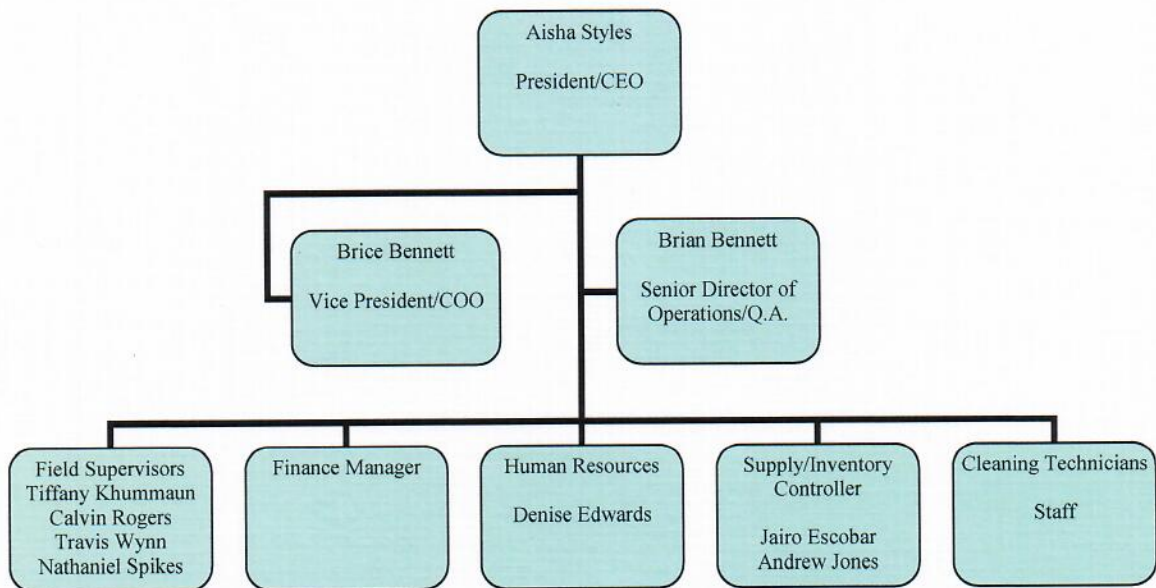 Aisha Styles
President/CEO
Brice Bennett
Vice President/COO
Brian Bennett
Senior Director of
Operations/Q.A.
Field Supervisors
Tiffany Khummaun
Calvin Rogers
Travis Wynn
Nathaniel Spikes
Finance Manager
Human Resources
Denise Edwards
Supply/Inventory
Controller
Jairo Escobar
Andrew Jones
Cleaning Technicians
Staff